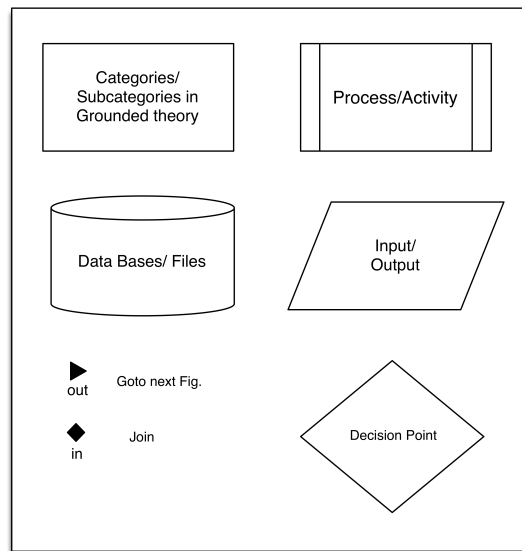 Categories/
Subcategories in
Grounded theory
Process/Activity
Data Bases/ Files
Input/
Output
out
Goto next Fig.
in
Join
Decision Point